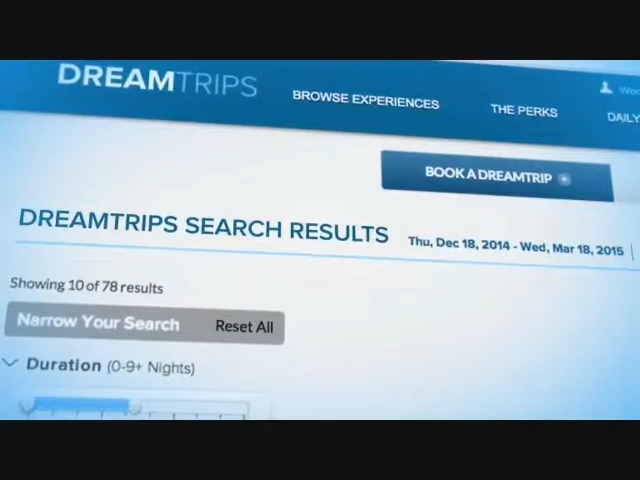 DREAMTRIPS
BROWSE EXPERIENCES
THE PERKS
DAILY
BOOK A DREAMTRIP
DREAMTRIPS SEARCH RESULTS
Thu, Dec 18, 2014 - Wed, Mar 18, 2015
Showing 10 of 78 results
Narrow Your Search
Reset All
Duration (0-9+ Nights)